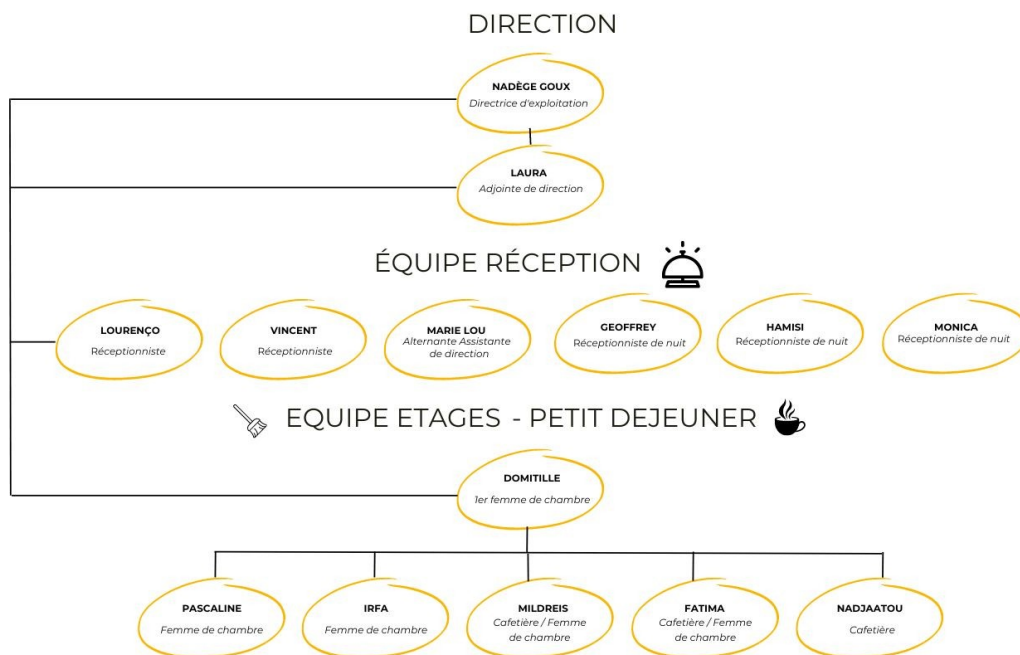 DIRECTION
NADÈGE GOUX
Directrice d'exploitation
LAURA
Adjointe de direction
ÉQUIPE RÉCEPTION
LOURENÇO
Réceptionniste
VINCENT
Réceptionniste
MARIE LOU
Alternante Assistante
de direction
GEOFFREY
Réceptionniste de nuit
HAMISI
Réceptionniste de nuit
MONICA
Réceptionniste de nuit
EQUIPE ETAGES - PETIT DEJEUNER
DOMITILLE
1er femme de chambre
PASCALINE
Femme de chambre
IRFA
Femme de chambre
MILDREIS
Cafetière / Femme
de chambre
FATIMA
Cafetière / Femme
de chambre
NADJAATOU
Cafetière